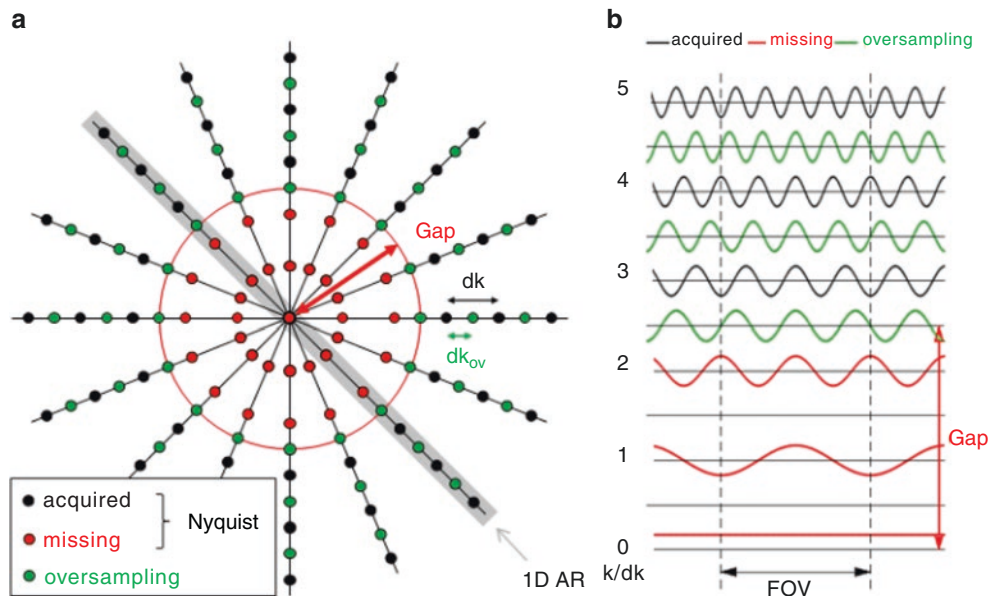 a
Gap
dk
dkov
acquired
missing
Nyquist
oversampling
1D AR
b
acquired missing oversampling
5
4
3
2
1
0
k/dk
Gap
FOV